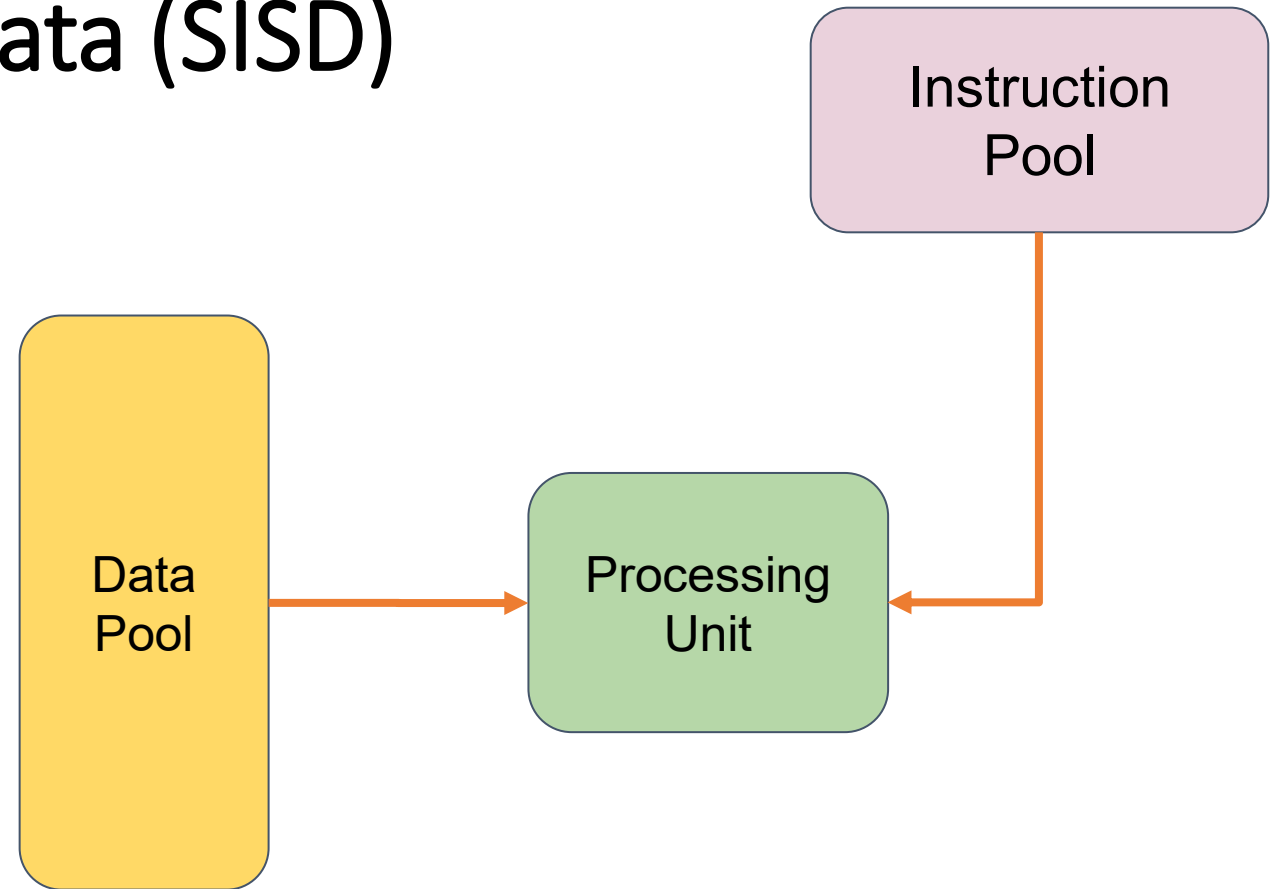 ata (SISD)
Instruction
Pool
Data
Pool
Processing
Unit